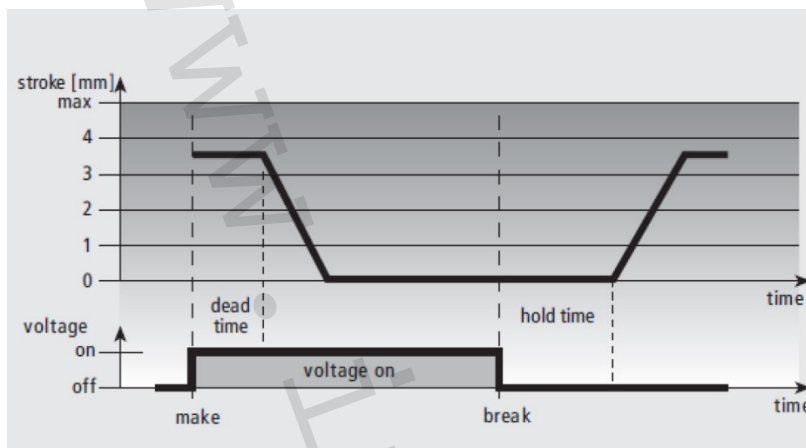 stroke [mm]
max
4
3
2
1
0
time
dead
time
hold time
voltage
on
voltage on
off
time
make
break
www.